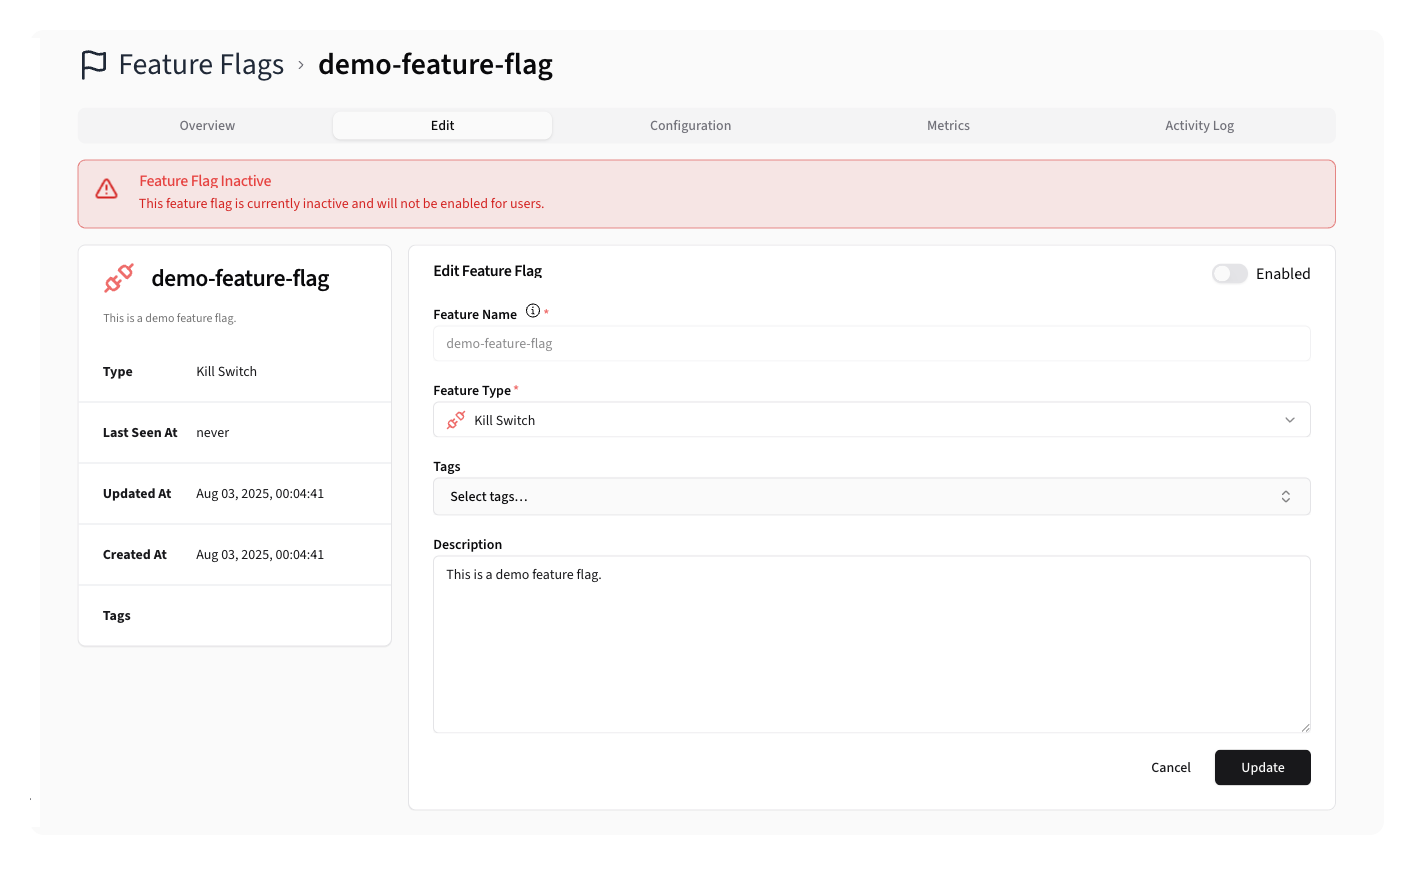 Feature Flags › demo-feature-flag
Overview Edit Configuration Metrics Activity Log
Feature Flag Inactive
This feature flag is currently inactive and will not be enabled for users.
demo-feature-flag
This is a demo feature flag.
Type Kill Switch
Last Seen At never
Updated At Aug 03, 2025, 00:04:41
Created At Aug 03, 2025, 00:04:41
Tags
Edit Feature Flag
Enabled
Feature Name *
demo-feature-flag
Feature Type *
Kill Switch
Tags
Select tags...
Description
This is a demo feature flag.
Cancel Update